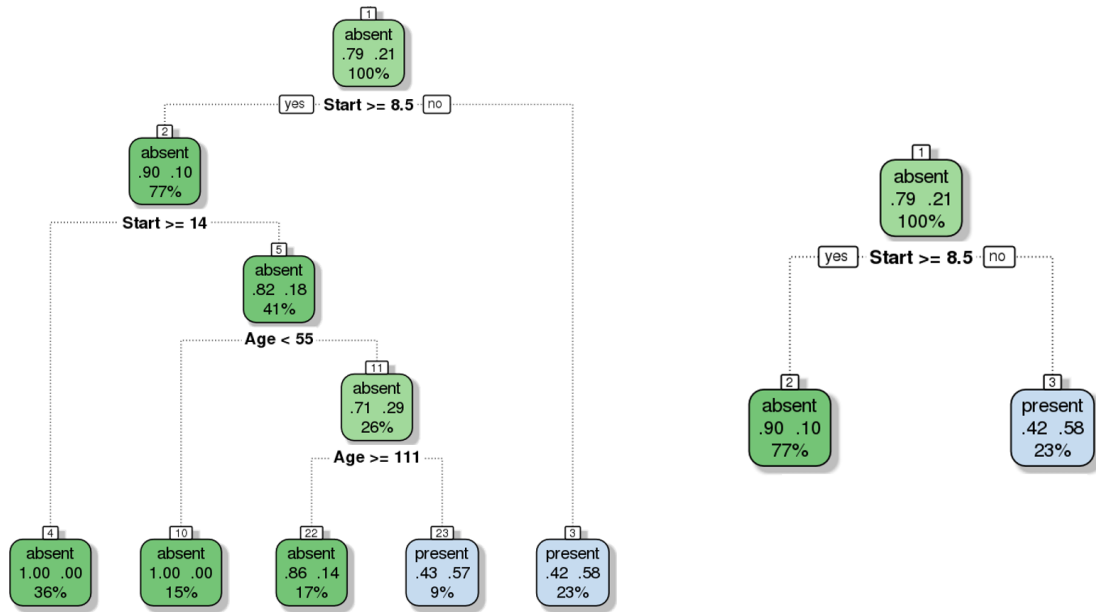 1
absent
.79 .21
100%
yes Start >= 8.5 no
2
absent
.90 .10
77%
Start >= 14
5
absent
.82 .18
41%
Age < 55
11
absent
.71 .29
26%
Age >= 111
4
absent
1.00 .00
36%
10
absent
1.00 .00
15%
22
absent
.86 .14
17%
23
present
.43 .57
9%
3
present
.42 .58
23%
1
absent
.79 .21
100%
yes Start >= 8.5 no
2
absent
.90 .10
77%
3
present
.42 .58
23%